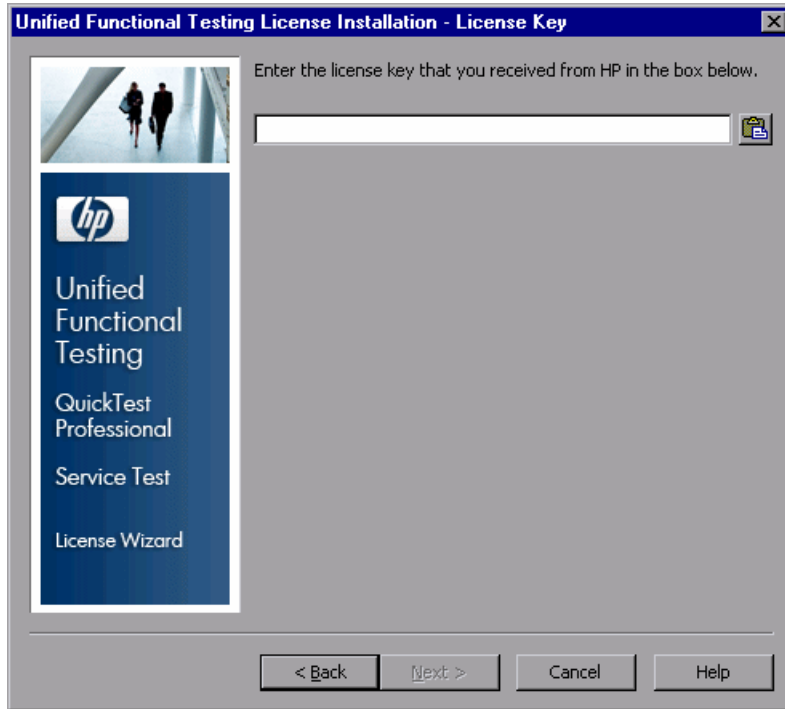 Unified Functional Testing License Installation - License Key
Enter the license key that you received from HP in the box below.
hp
Unified
Functional
Testing
QuickTest
Professional
Service Test
License Wizard
< Back
Next >
Cancel
Help